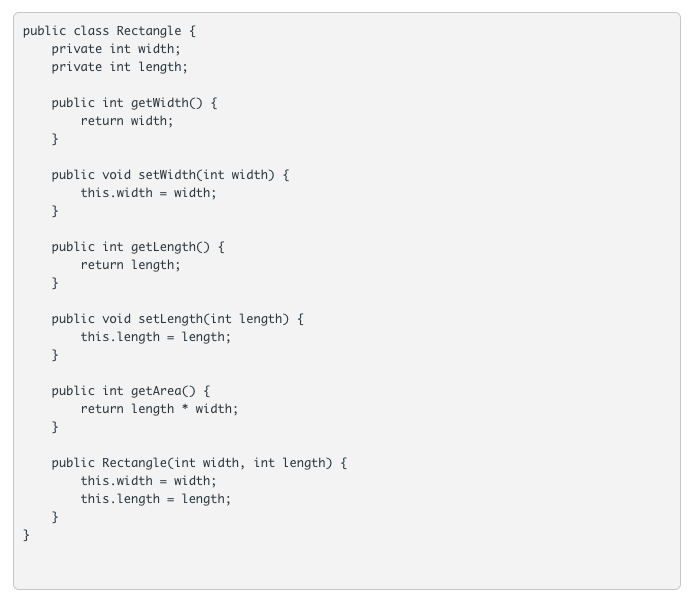 public class Rectangle {
    private int width;
    private int length;

    public int getWidth() {
        return width;
    }

    public void setWidth(int width) {
        this.width = width;
    }

    public int getLength() {
        return length;
    }

    public void setLength(int length) {
        this.length = length;
    }

    public int getArea() {
        return length * width;
    }

    public Rectangle(int width, int length) {
        this.width = width;
        this.length = length;
    }
}